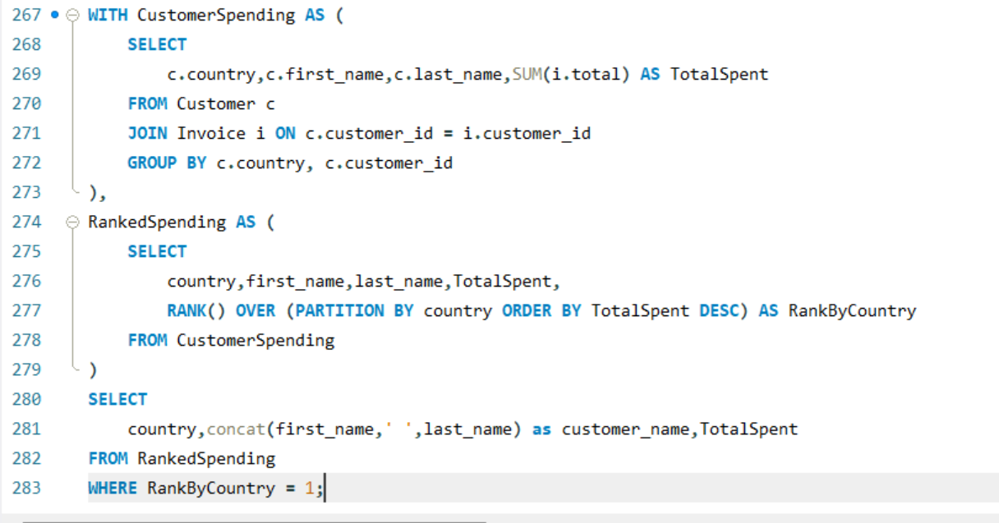 267 WITH CustomerSpending AS (
268 SELECT
269 c.country,c.first_name,c.last_name,SUM(i.total) AS TotalSpent
270 FROM Customer c
271 JOIN Invoice i ON c.customer_id = i.customer_id
272 GROUP BY c.country, c.customer_id
273 ),
274 RankedSpending AS (
275 SELECT
276 country,first_name,last_name,TotalSpent,
277 RANK() OVER (PARTITION BY country ORDER BY TotalSpent DESC) AS RankByCountry
278 FROM CustomerSpending
279 )
280 SELECT
281 country,concat(first_name,' ',last_name) as customer_name,TotalSpent
282 FROM RankedSpending
283 WHERE RankByCountry = 1;